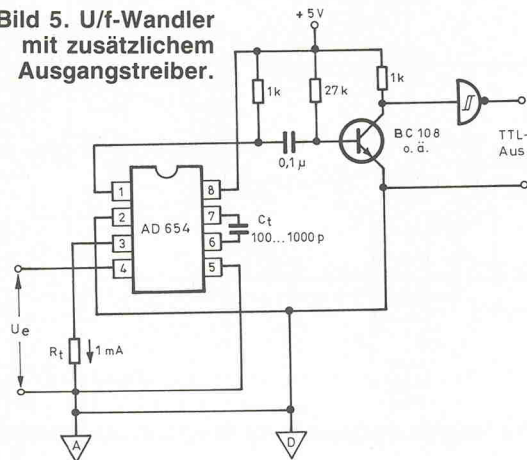 Bild 5. U/f-Wandler
mit zusätzlichem
Ausgangstreiber.
+ 5 V
1k
27k
1k
0,1 µ
BC 108
o. ä.
TTL-
Aus
1
2
3
4
AD 654
8
7
6
5
Ct
100...1000 p
Ue
Rt
1 mA
A
D